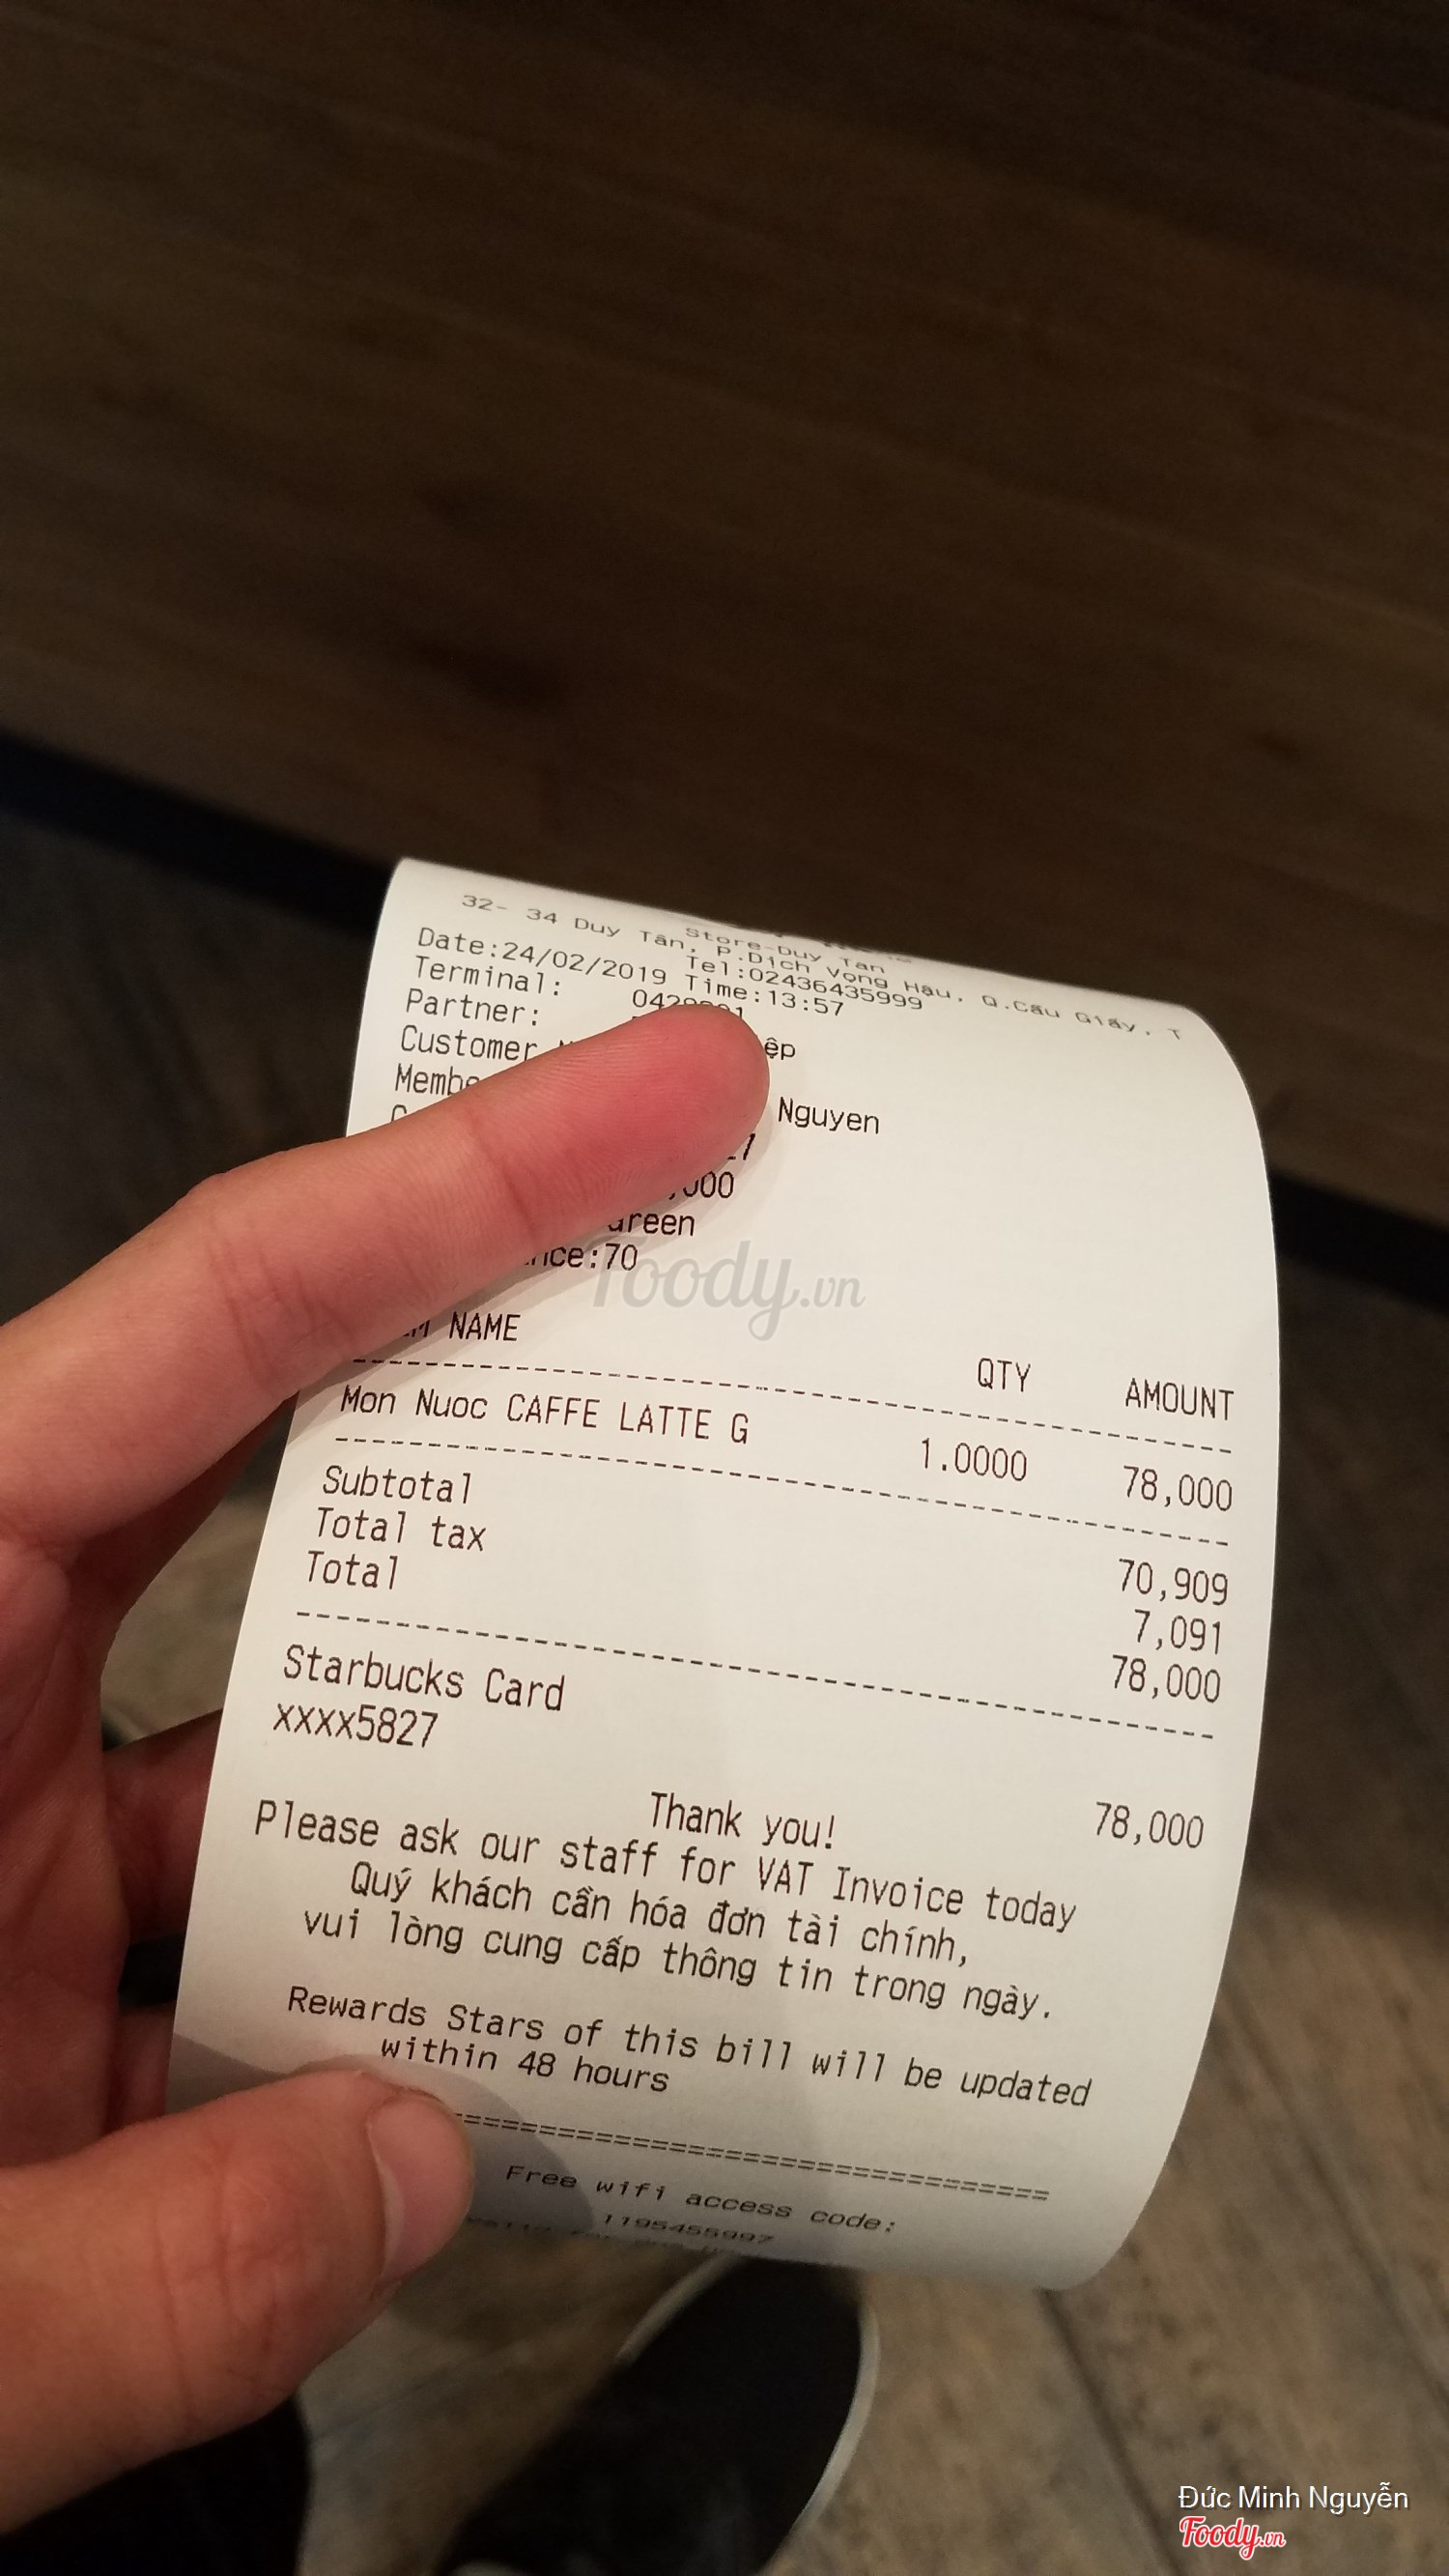 Store-Duy Tan
32- 34 Duy Tân, P.Dịch Vọng Hậu, Q.Cầu Giấy, T
Tel:02436435999
Date:24/02/2019 Time:13:57
Terminal:
Partner:
Customer
Nguyen
Green
:70
NAME QTY AMOUNT
Mon Nuoc CAFFE LATTE G 1.0000 78,000
Subtotal 70,909
Total tax 7,091
Total 78,000
Starbucks Card
xxxx5827 78,000
Thank you!
Please ask our staff for VAT Invoice today
Quý khách cần hóa đơn tài chính,
vui lòng cung cấp thông tin trong ngày.
Rewards Stars of this bill will be updated
within 48 hours
Free wifi access code:
1195455997
Foody.vn
Đức Minh Nguyễn
Foody.vn